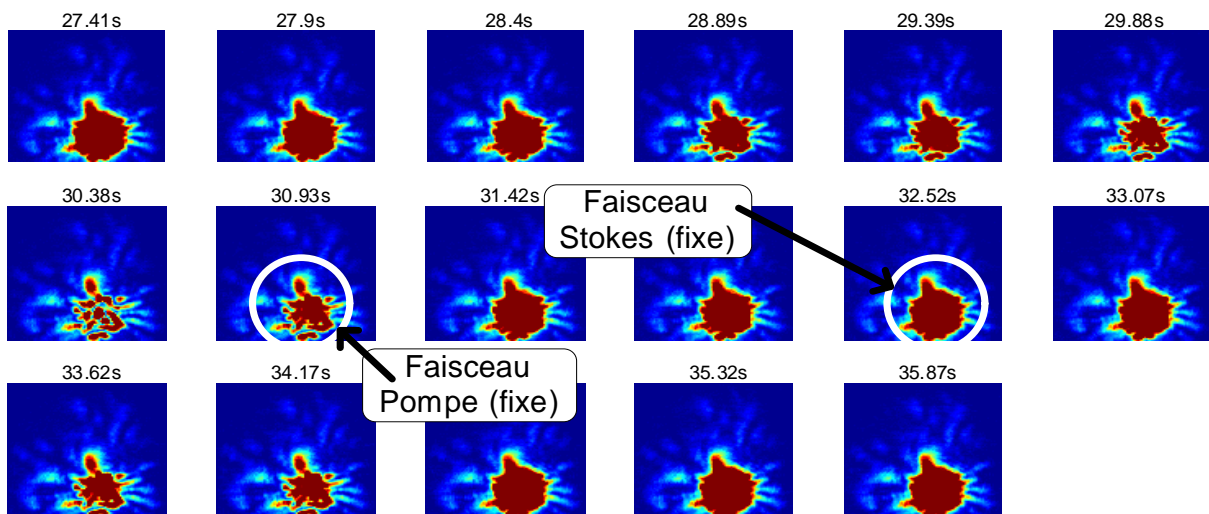 27.41s
27.9s
28.4s
28.89s
29.39s
29.88s
30.38s
30.93s
31.42s
Faisceau
Stokes (fixe)
32.52s
33.07s
33.62s
34.17s
Faisceau
Pompe (fixe)
35.32s
35.87s